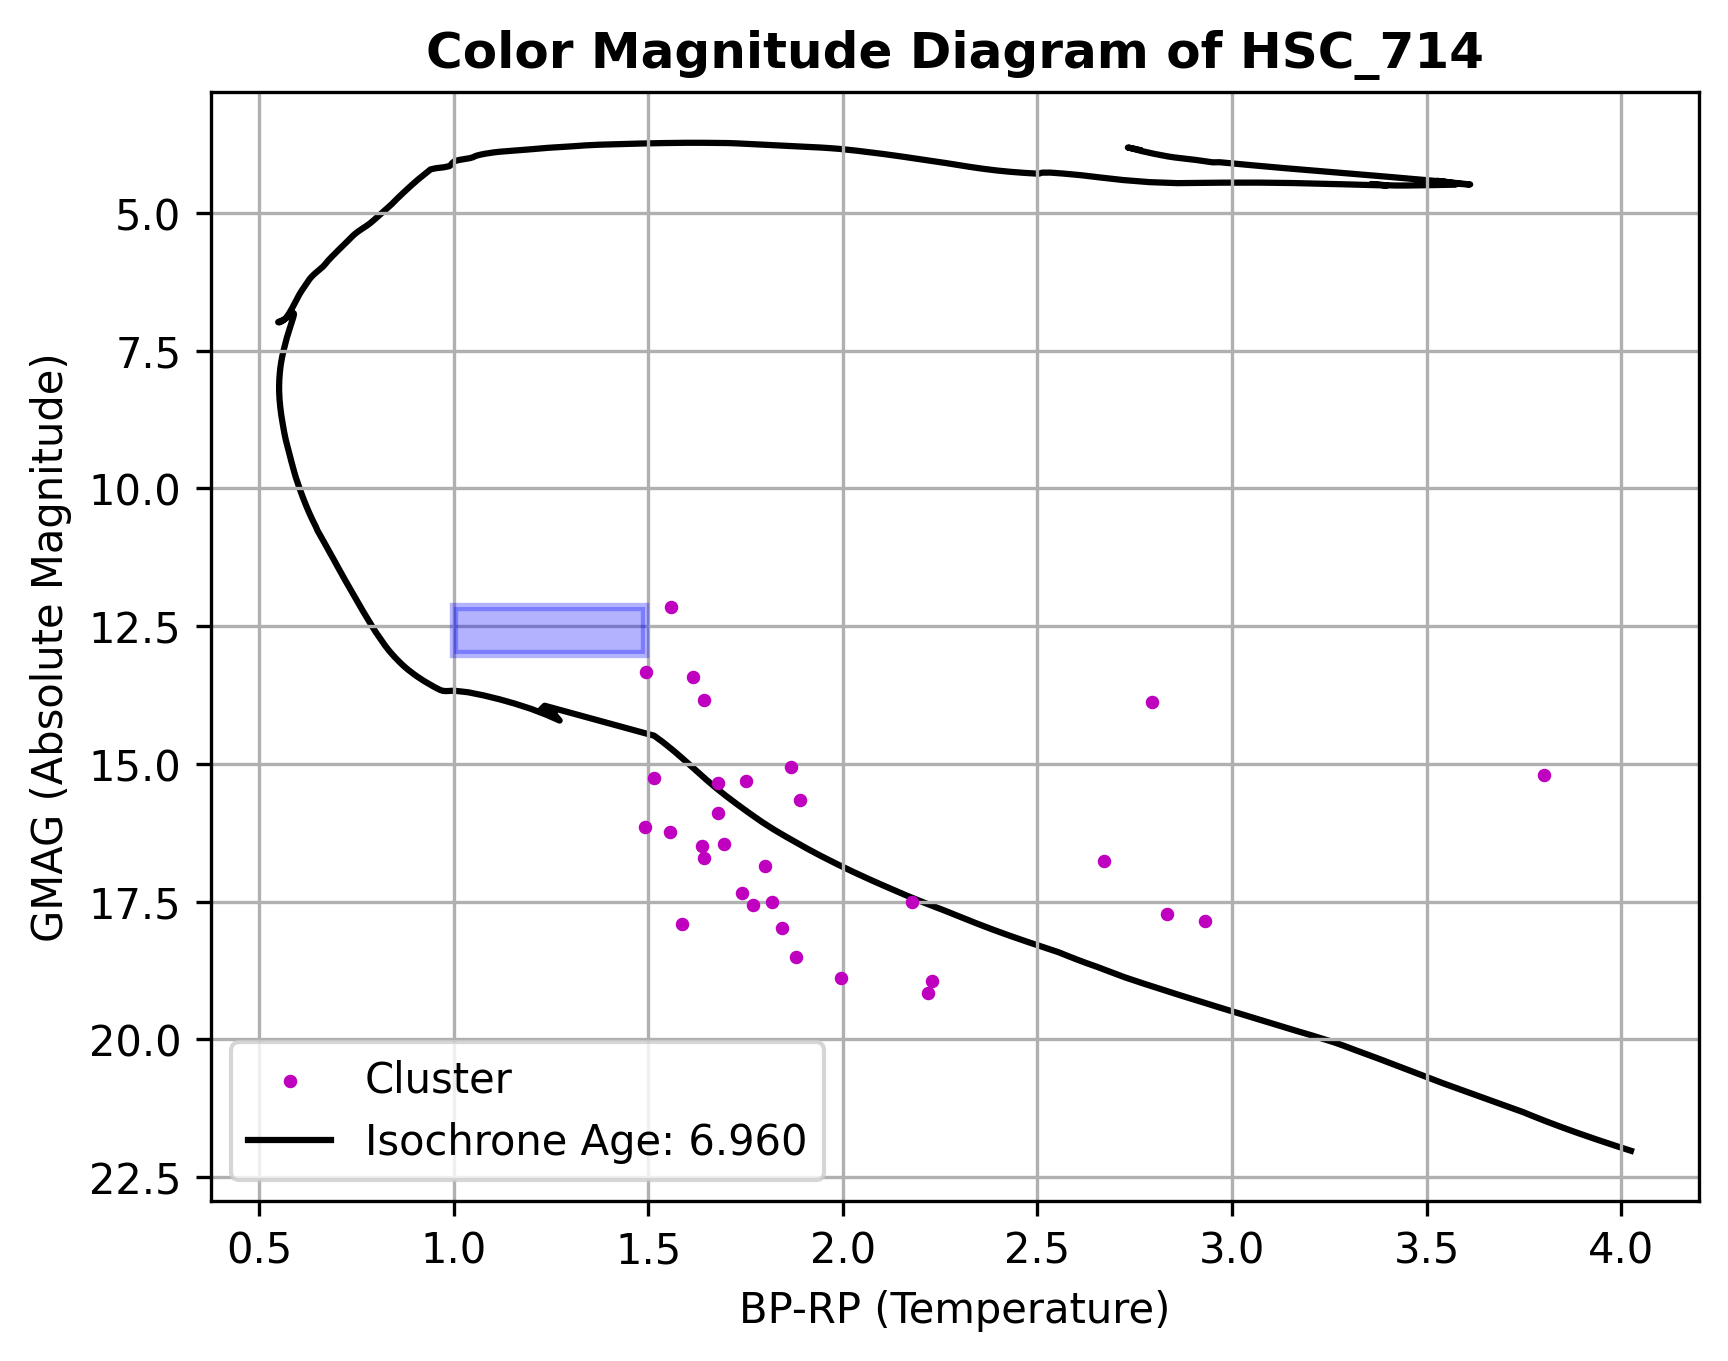 Color Magnitude Diagram of HSC_714
GMAG (Absolute Magnitude)
5.0
7.5
10.0
12.5
15.0
17.5
20.0
22.5
Cluster
Isochrone Age: 6.960
0.5 1.0 1.5 2.0 2.5 3.0 3.5 4.0
BP-RP (Temperature)